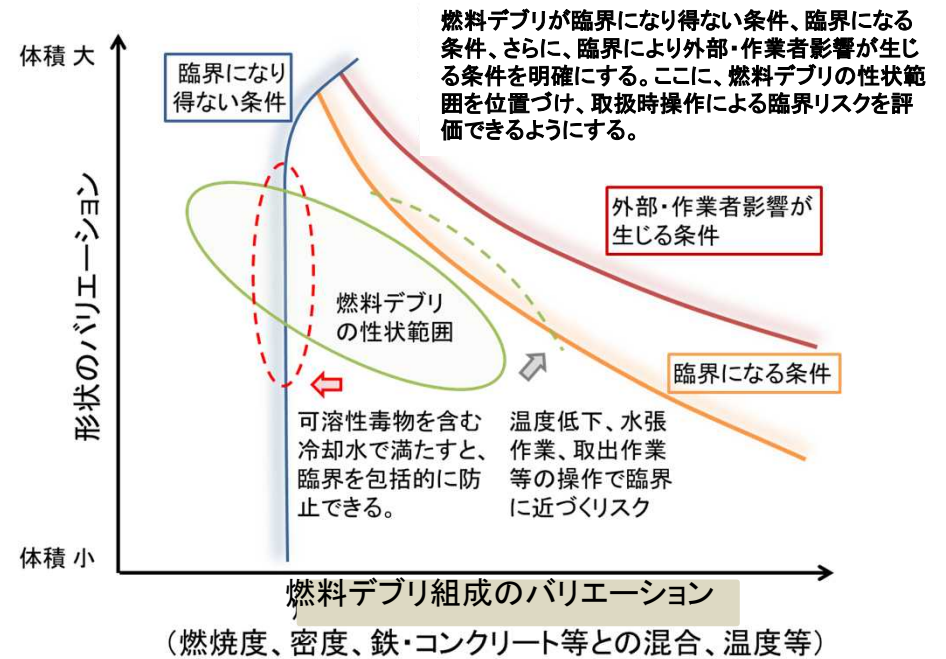 燃料デブリが臨界になり得ない条件、臨界になる
条件、さらに、臨界により外部・作業者影響が生じ
る条件を明確にする。ここに、燃料デブリの性状範
囲を位置づけ、取扱時操作による臨界リスクを評
価できるようにする。
体積 大
臨界になり
得ない条件
形状のバリエーション
外部・作業者影響が
生じる条件
燃料デブリ
の性状範囲
臨界になる条件
可溶性毒物を含む
冷却水で満たすと、
臨界を包括的に防
止できる。
温度低下、水張
作業、取出作業
等の操作で臨界
に近づくリスク
体積 小
燃料デブリ組成のバリエーション
（燃焼度、密度、鉄・コンクリート等との混合、温度等）